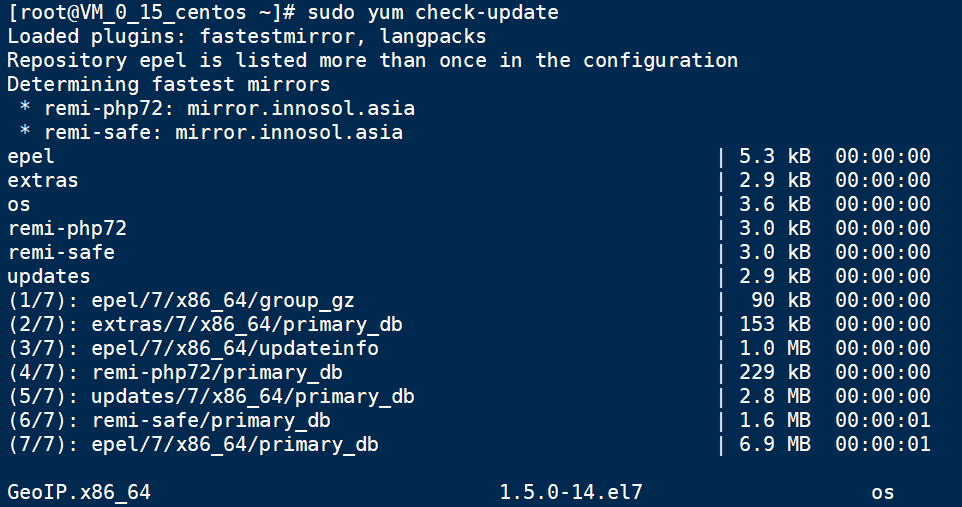 [root@VM_0_15_centos ~]# sudo yum check-update
Loaded plugins: fastestmirror, langpacks
Repository epel is listed more than once in the configuration
Determining fastest mirrors
 * remi-php72: mirror.innosol.asia
 * remi-safe: mirror.innosol.asia
epel                                                        | 5.3 kB  00:00:00
extras                                                      | 2.9 kB  00:00:00
os                                                          | 3.6 kB  00:00:00
remi-php72                                                  | 3.0 kB  00:00:00
remi-safe                                                   | 3.0 kB  00:00:00
updates                                                     | 2.9 kB  00:00:00
(1/7): epel/7/x86_64/group_gz                               |  90 kB  00:00:00
(2/7): extras/7/x86_64/primary_db                           | 153 kB  00:00:00
(3/7): epel/7/x86_64/updateinfo                             | 1.0 MB  00:00:00
(4/7): remi-php72/primary_db                                | 229 kB  00:00:00
(5/7): updates/7/x86_64/primary_db                          | 2.8 MB  00:00:00
(6/7): remi-safe/primary_db                                 | 1.6 MB  00:00:01
(7/7): epel/7/x86_64/primary_db                             | 6.9 MB  00:00:01
GeoIP.x86_64                             1.5.0-14.el7                   os